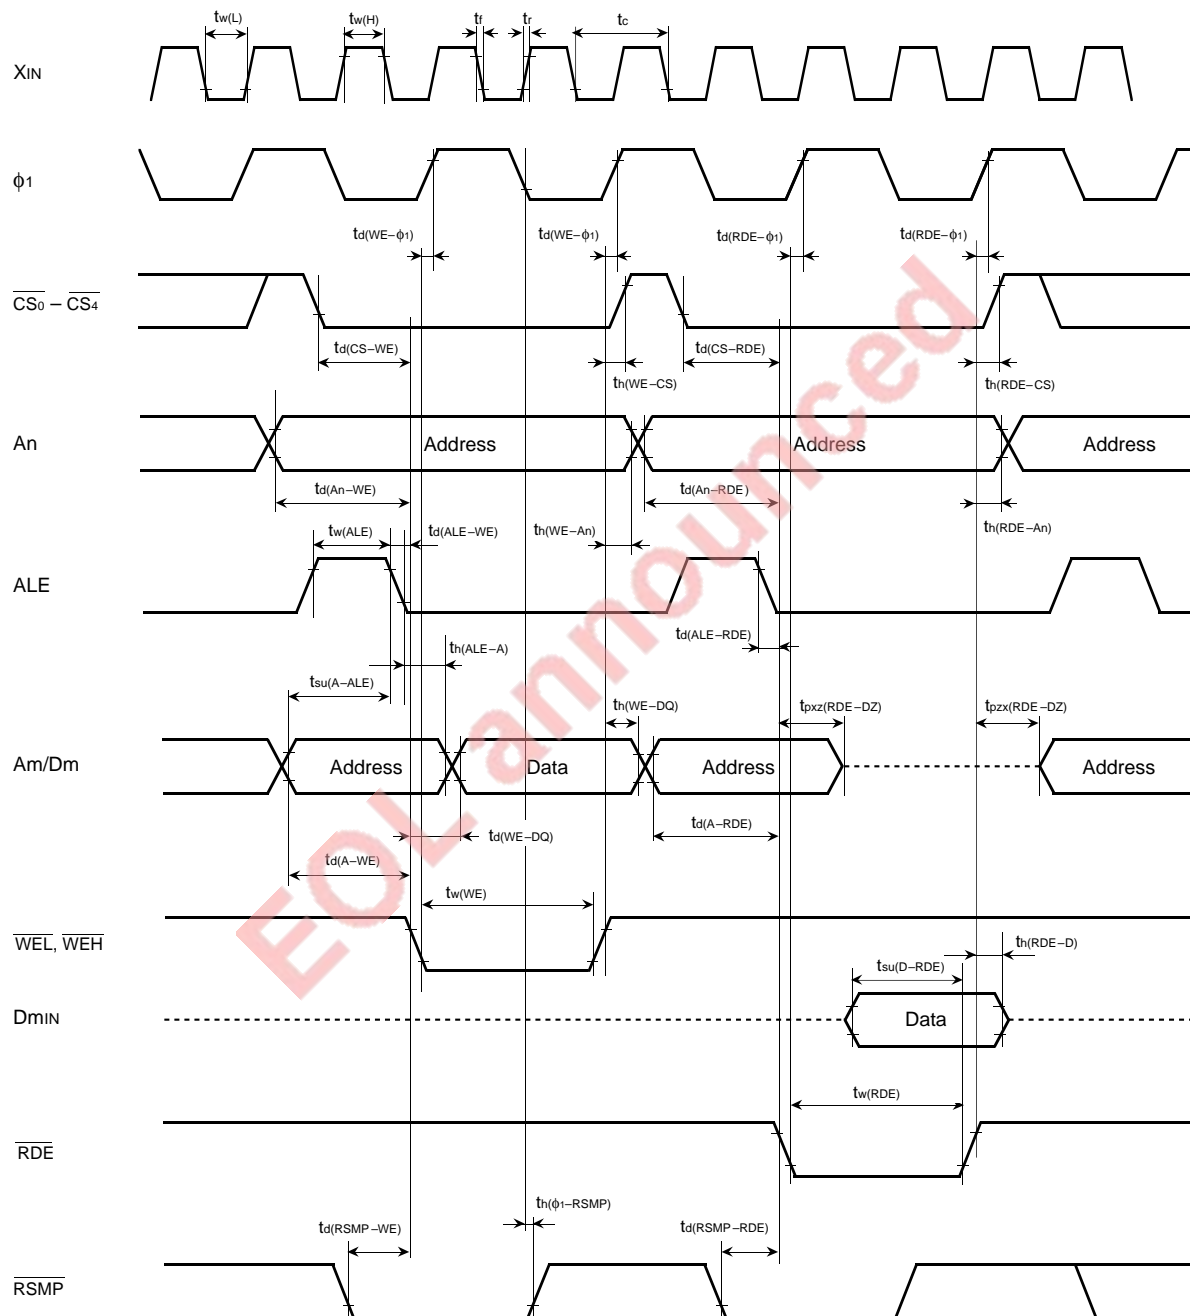 tw(L) tw(H) tf tr tc
XIN
ϕ1
td(WE–ϕ1) td(WE–ϕ1) td(RDE–ϕ1) td(RDE–ϕ1)
CS0 – CS4
td(CS–WE) td(CS–RDE)
th(WE–CS) th(RDE–CS)
An Address Address Address
td(An–WE) td(An–RDE)
tw(ALE) td(ALE–WE) th(WE–An) th(RDE–An)
ALE
th(ALE–A) td(ALE–RDE)
tsu(A–ALE) th(WE–DQ) tpxz(RDE–DZ) tpzx(RDE–DZ)
Am/Dm Address Data Address Address
td(WE–DQ) td(A–RDE)
td(A–WE)
tw(WE)
WEL, WEH
tsu(D–RDE) th(RDE–D)
DmIN Data
tw(RDE)
RDE
th(ϕ1–RSMP)
td(RSMP–WE) td(RSMP–RDE)
RSMP
EOL announced